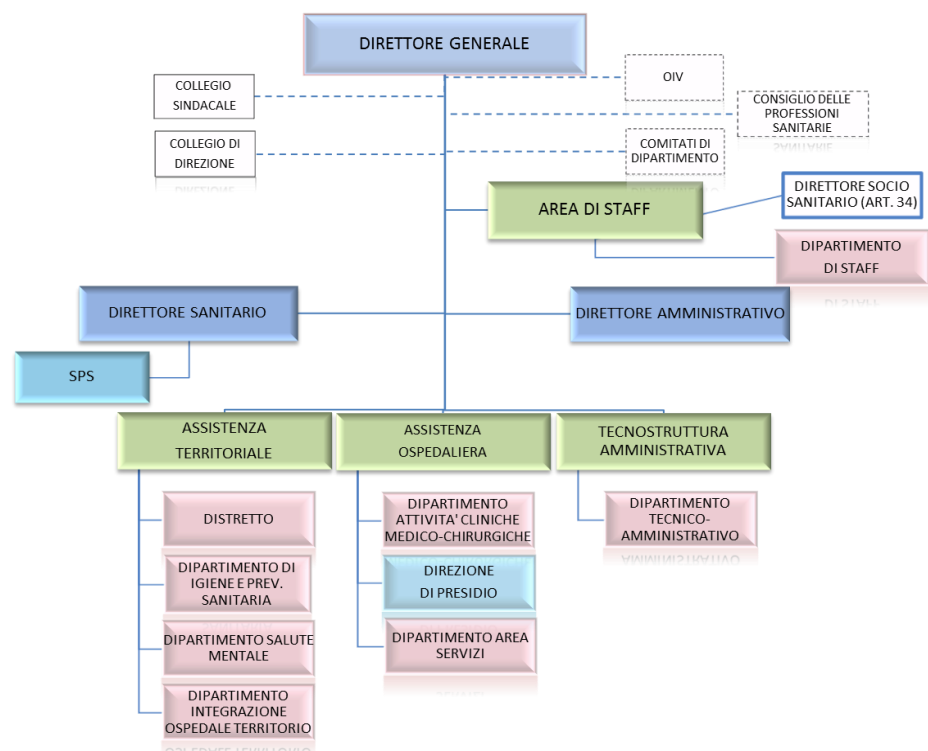 DIRETTORE GENERALE
COLLEGIO
SINDACALE
OIV
CONSIGLIO DELLE
PROFESSIONI
SANITARIE
COLLEGIO DI
DIREZIONE
COMITATI DI
DIPARTIMENTO
AREA DI STAFF
DIRETTORE SOCIO
SANITARIO (ART. 34)
DIPARTIMENTO
DI STAFF
DIRETTORE SANITARIO
DIRETTORE AMMINISTRATIVO
SPS
ASSISTENZA
TERRITORIALE
ASSISTENZA
OSPEDALIERA
TECNOSTRUTTURA
AMMINISTRATIVA
DISTRETTO
DIPARTIMENTO DI
IGIENE E PREV.
SANITARIA
DIPARTIMENTO SALUTE
MENTALE
DIPARTIMENTO
INTEGRAZIONE
OSPEDALE TERRITORIO
DIPARTIMENTO
ATTIVITA' CLINICHE
MEDICO-CHIRURGICHE
DIREZIONE
DI PRESIDIO
DIPARTIMENTO AREA
SERVIZI
DIPARTIMENTO
TECNICO-
AMMINISTRATIVO